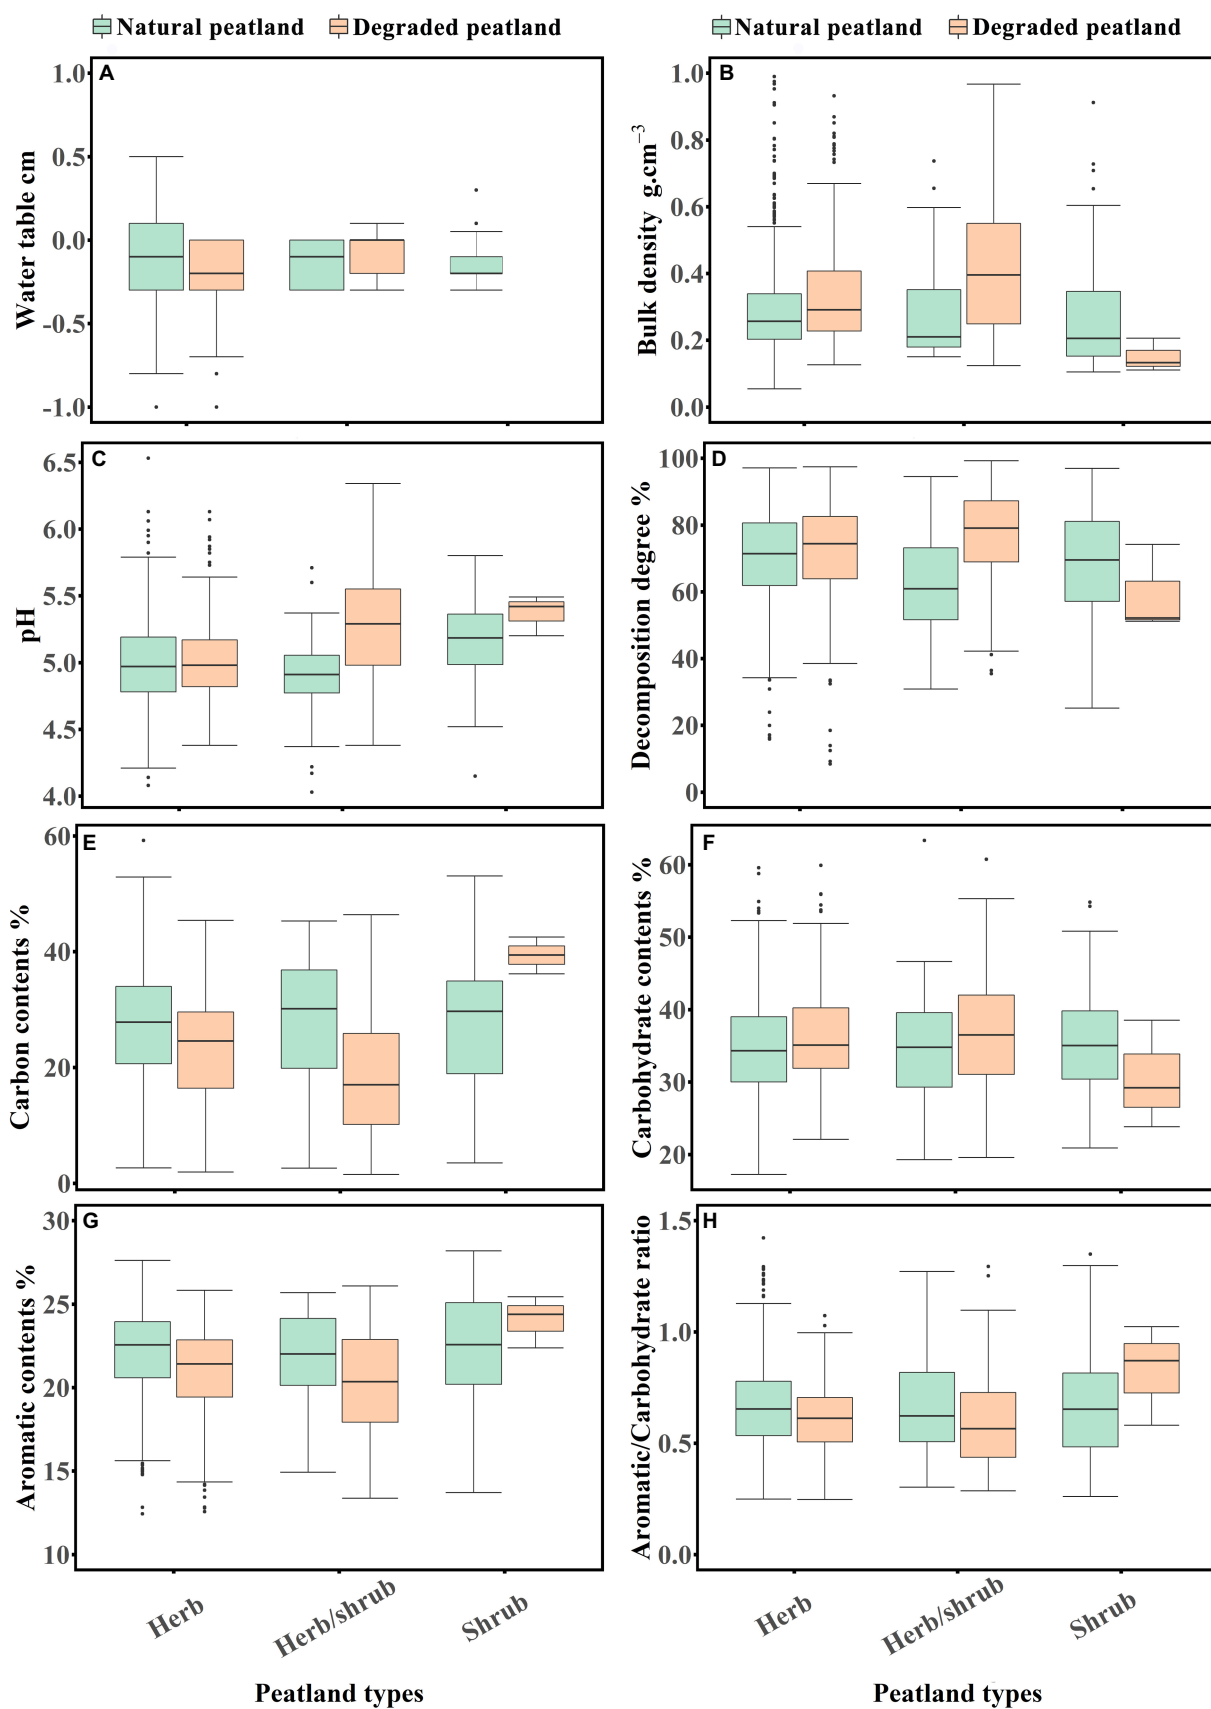 Natural peatland Degraded peatland
Natural peatland Degraded peatland
A
Water table cm
1.0
0.5
0.0
-0.5
-1.0
B
Bulk density g.cm⁻³
1.0
0.8
0.6
0.4
0.2
0.0
C
pH
6.5
6.0
5.5
5.0
4.5
4.0
D
Decomposition degree %
100
80
60
40
20
0
E
Carbon contents %
60
40
20
0
F
Carbohydrate contents %
60
50
40
30
20
G
Aromatic contents %
30
25
20
15
10
H
Aromatic/Carbohydrate ratio
1.5
1.0
0.5
0.0
Herb
Herb/shrub
Shrub
Herb
Herb/shrub
Shrub
Peatland types
Peatland types